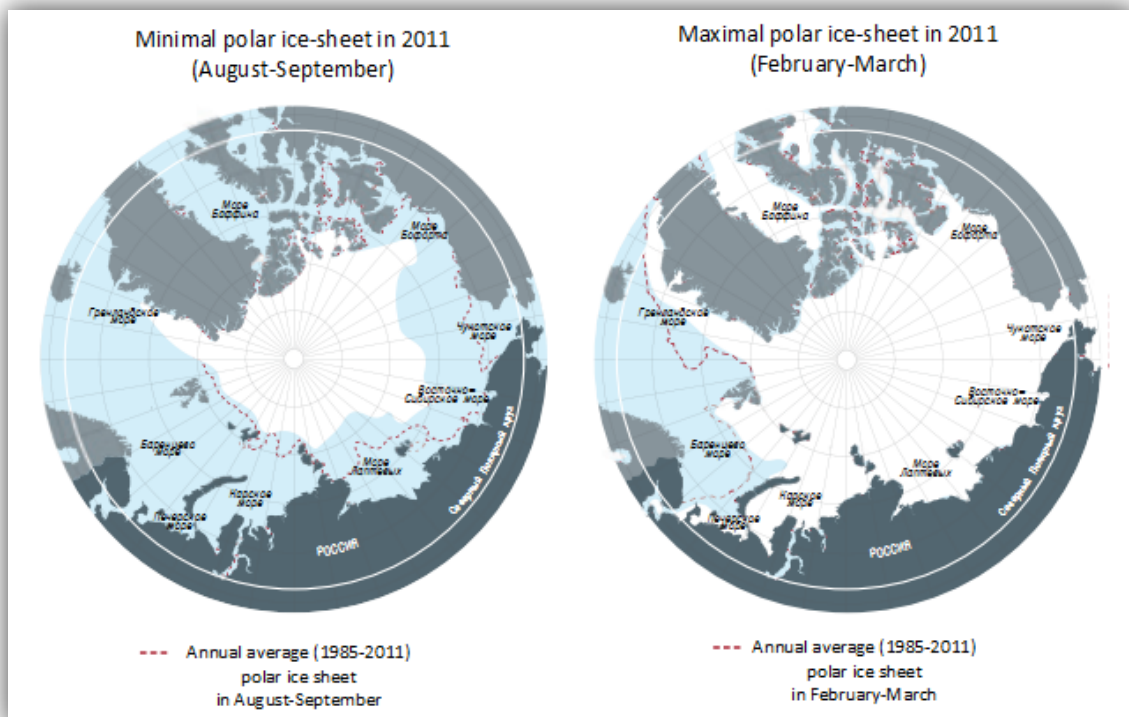 Minimal polar ice-sheet in 2011
(August-September)
Море
Баффина
Море
Бофорта
Гренландское
море
Чукотское
море
Восточно-
Сибирское море
Баренцево
море
Море
Лаптевых
Карское
море
Печорское
море
Северный Полярный круг
РОССИЯ
--- Annual average (1985-2011)
polar ice sheet
in August-September
Maximal polar ice-sheet in 2011
(February-March)
Море
Баффина
Море
Бофорта
Гренландское
море
Чукотское
море
Восточно-
Сибирское море
Баренцево
море
Море
Лаптевых
Карское
море
Печорское
море
Северный Полярный круг
РОССИЯ
--- Annual average (1985-2011)
polar ice sheet
in February-March